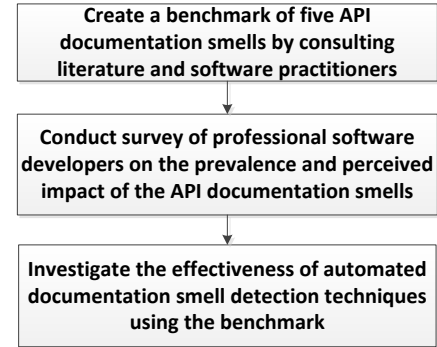 Create a benchmark of five API
documentation smells by consulting
literature and software practitioners
Conduct survey of professional software
developers on the prevalence and perceived
impact of the API documentation smells
Investigate the effectiveness of automated
documentation smell detection techniques
using the benchmark